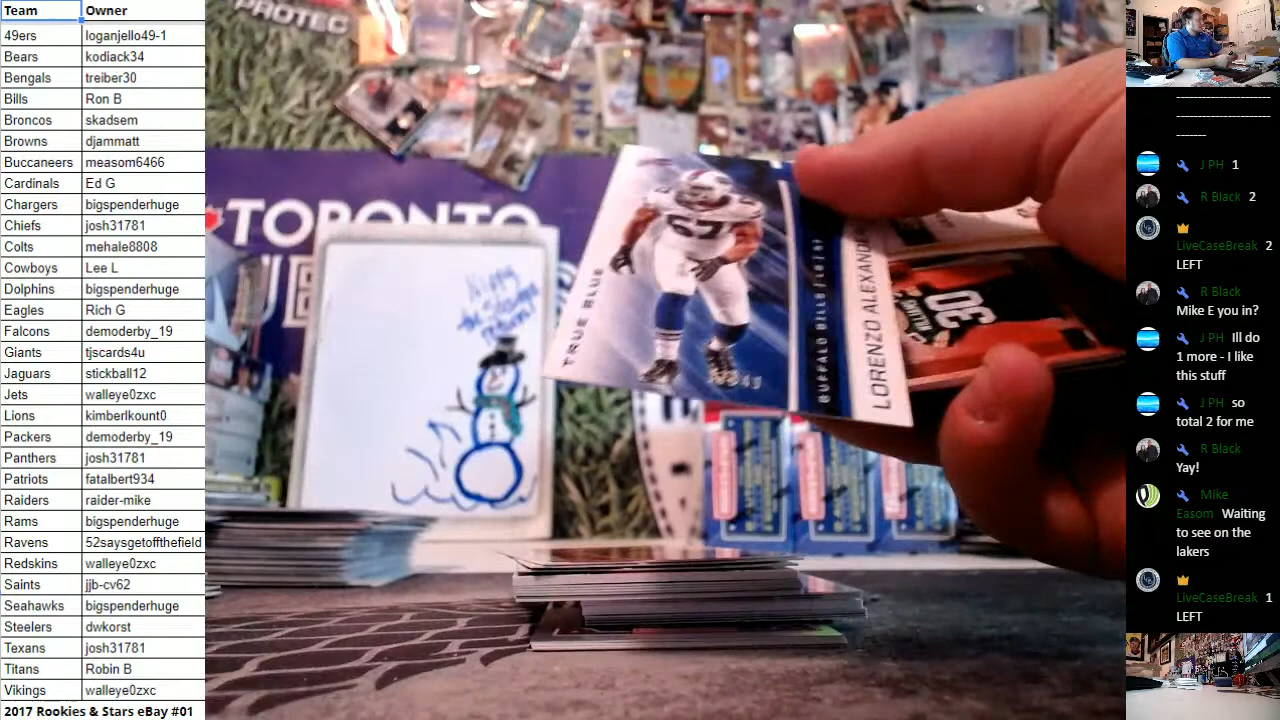 Team Owner
49ers loganjello49-1
Bears kodiack34
Bengals treiber30
Bills Ron B
Broncos skadsem
Browns djammatt
Buccaneers measom6466
Cardinals Ed G
Chargers bigspenderhuge
Chiefs josh31781
Colts mehale8808
Cowboys Lee L
Dolphins bigspenderhuge
Eagles Rich G
Falcons demoderby_19
Giants tjscards4u
Jaguars stickball12
Jets walleye0zxc
Lions kimberlkount0
Packers demoderby_19
Panthers josh31781
Patriots fatalbert934
Raiders raider-mike
Rams bigspenderhuge
Ravens 52saysgetoffthefield
Redskins walleye0zxc
Saints jjb-cv62
Seahawks bigspenderhuge
Steelers dwkorst
Texans josh31781
Titans Robin B
Vikings walleye0zxc
2017 Rookies & Stars eBay #01
PROTEC
TORONTO
TRUE BLUE
67
BUFFALO BILLS
LORENZO ALEXANDER
30
J PH 1
R Black 2
LiveCaseBreak 2
LEFT
R Black
Mike E you in?
J PH Ill do
1 more - I like
this stuff
J PH so
total 2 for me
R Black
Yay!
Mike
Easom Waiting
to see on the
lakers
LiveCaseBreak 1
LEFT